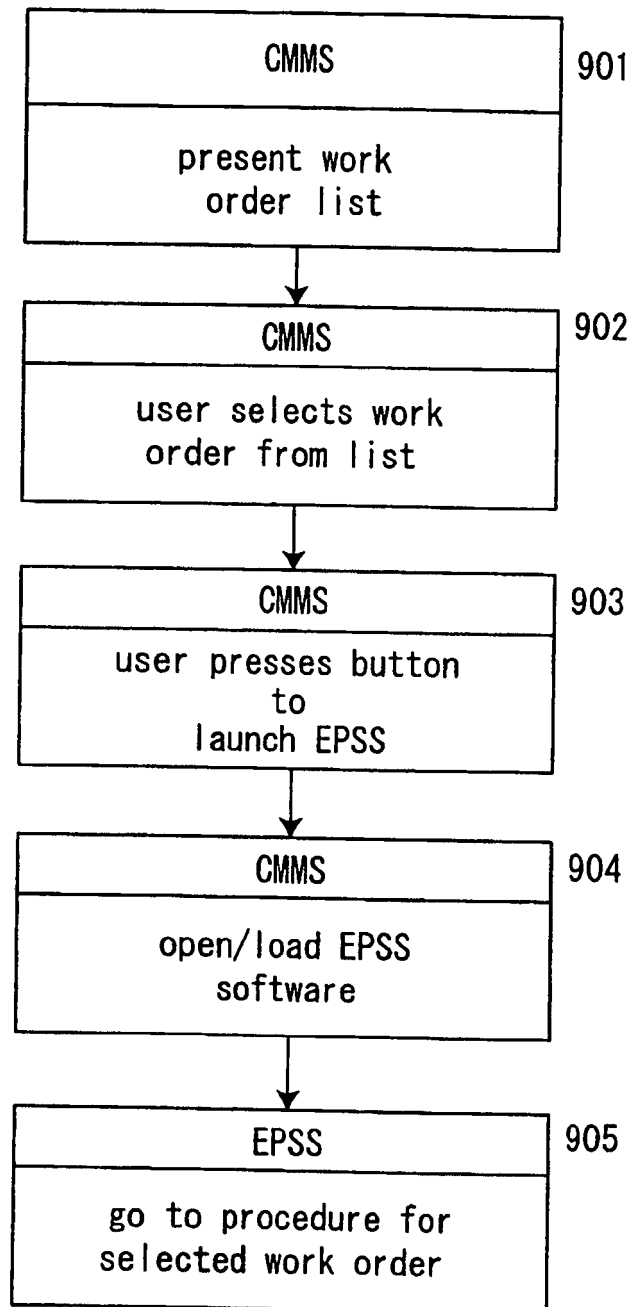 CMMS
901
present work
order list
CMMS
902
user selects work
order from list
CMMS
903
user presses button
to
launch EPSS
CMMS
904
open/load EPSS
software
EPSS
905
go to procedure for
selected work order